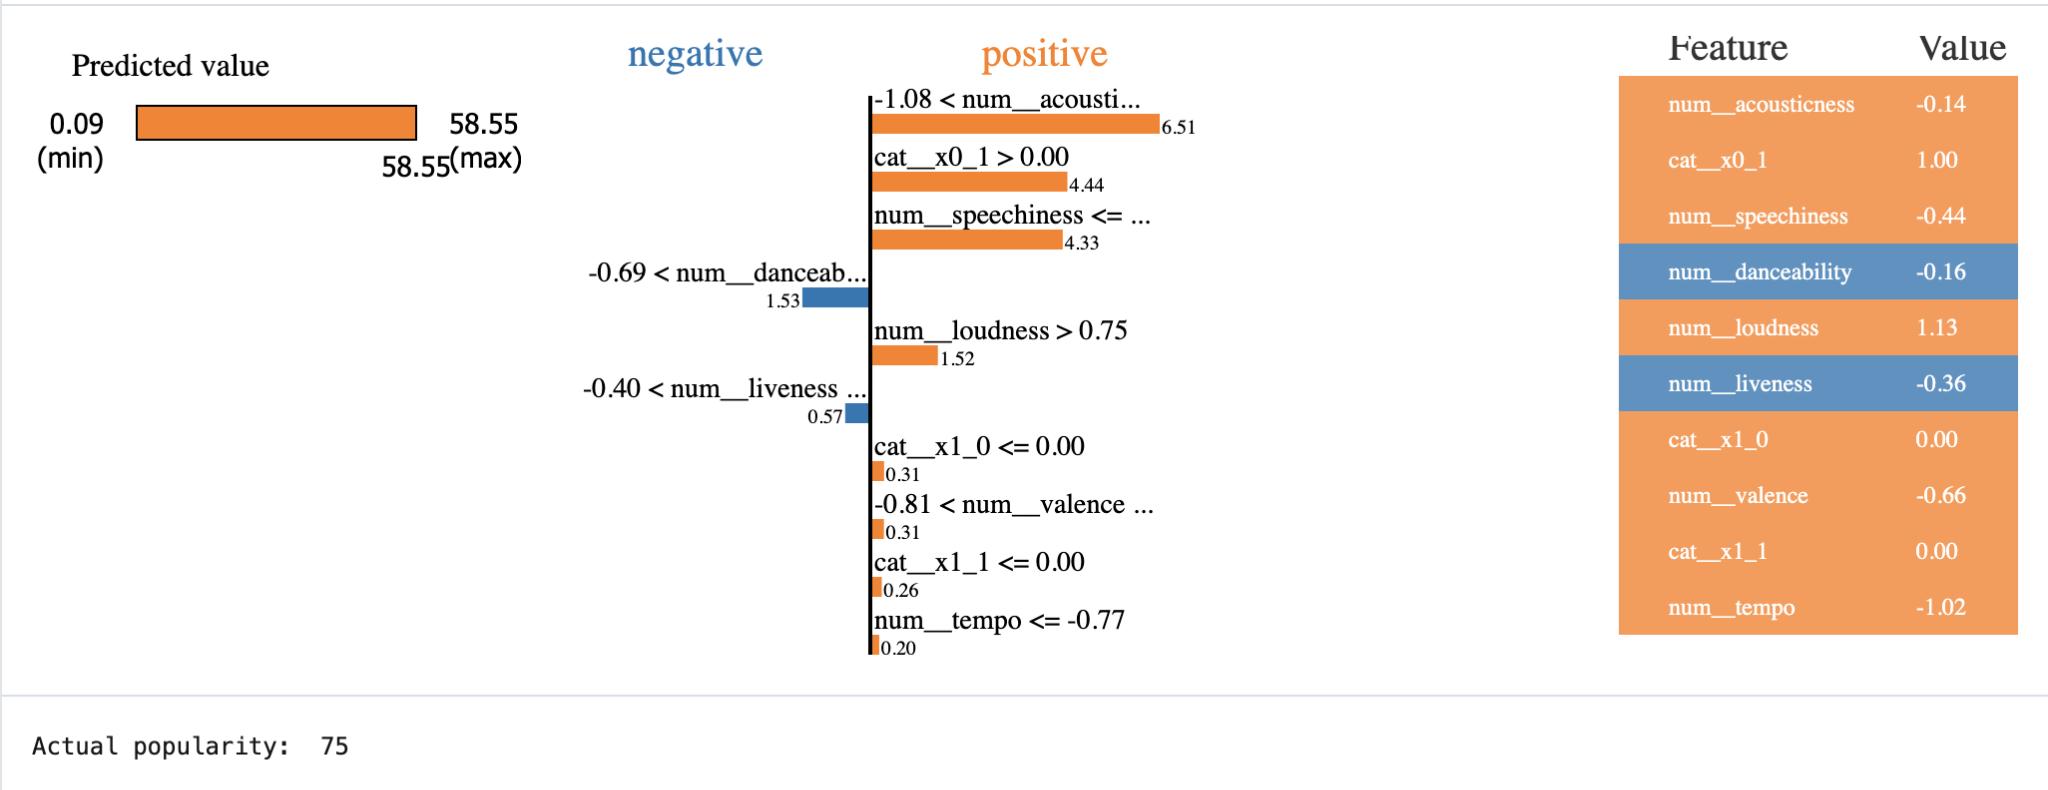 Predicted value
0.09
(min)
58.55
(max)
58.55
negative
positive
-1.08 < num__acousti...
6.51
cat__x0_1 > 0.00
4.44
num__speechiness <= ...
4.33
-0.69 < num__danceab...
1.53
num__loudness > 0.75
1.52
-0.40 < num__liveness ...
0.57
cat__x1_0 <= 0.00
0.31
-0.81 < num__valence ...
0.31
cat__x1_1 <= 0.00
0.26
num__tempo <= -0.77
0.20
Feature Value
num__acousticness -0.14
cat__x0_1 1.00
num__speechiness -0.44
num__danceability -0.16
num__loudness 1.13
num__liveness -0.36
cat__x1_0 0.00
num__valence -0.66
cat__x1_1 0.00
num__tempo -1.02
Actual popularity: 75